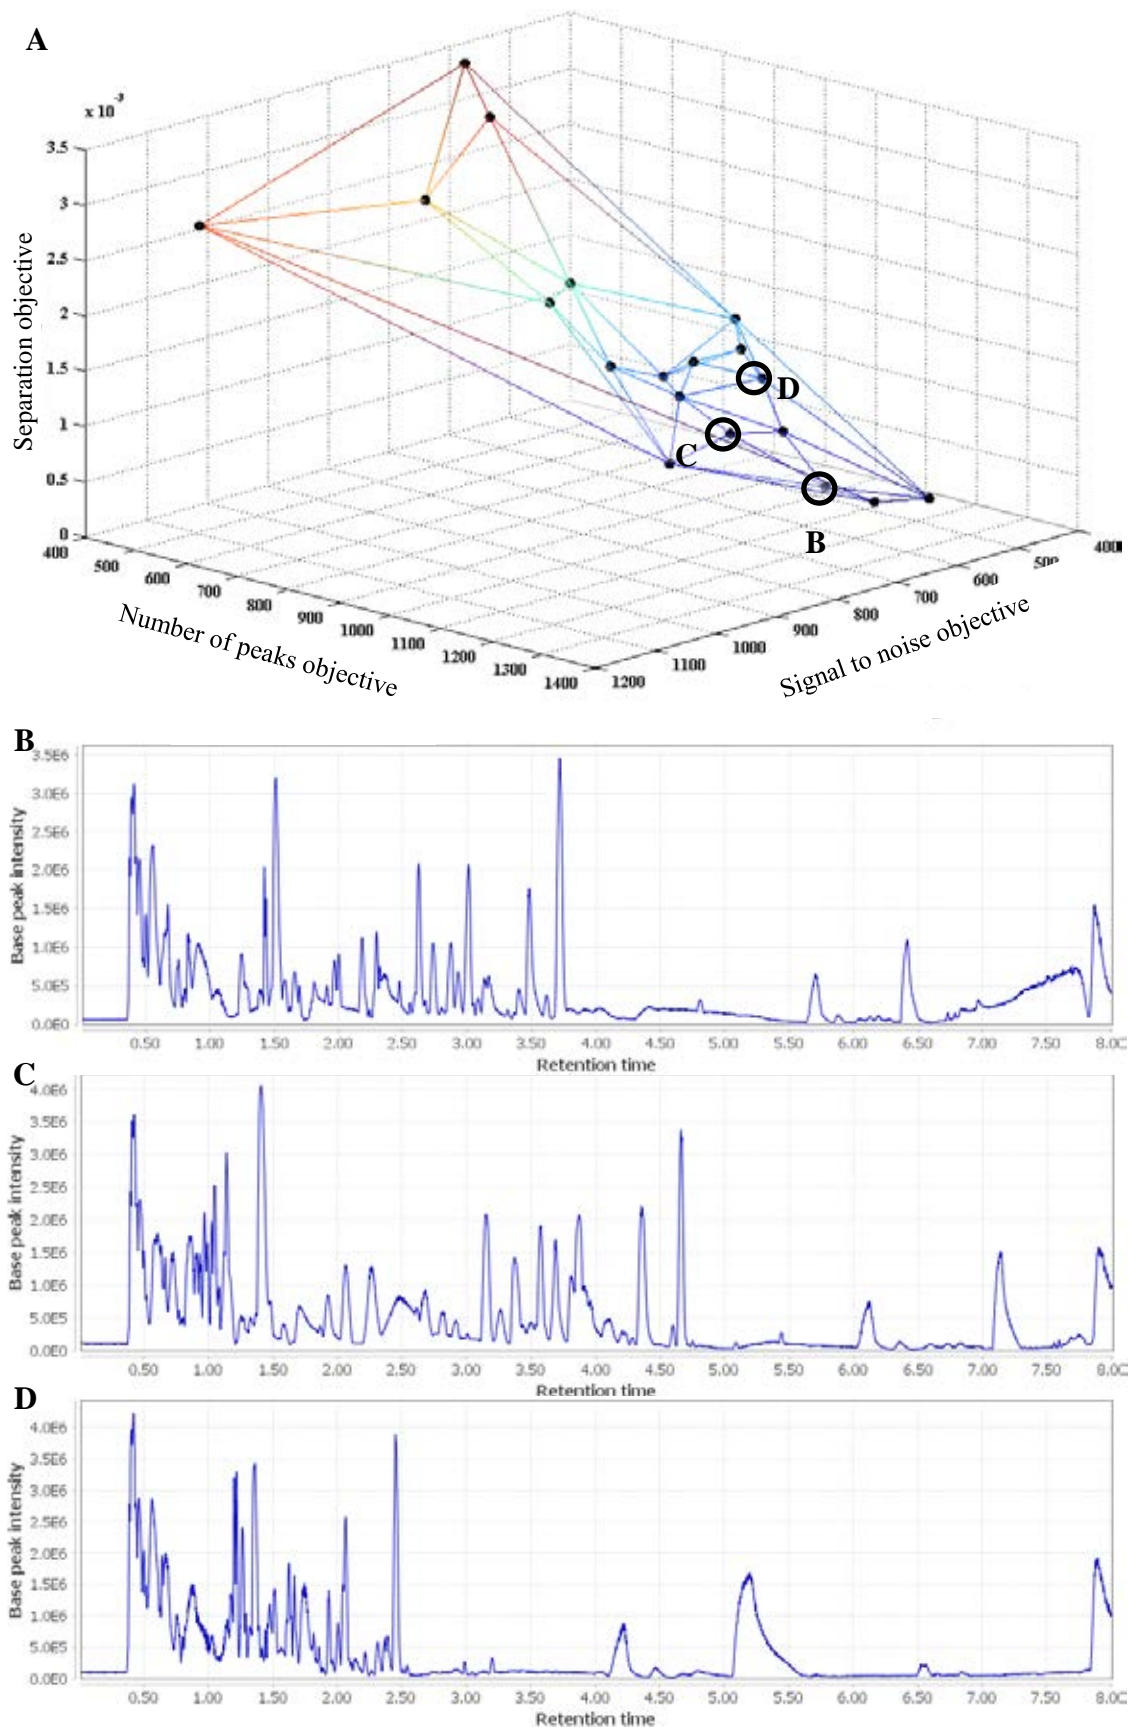 A
x 10⁻³
3.5
3
2.5
2
1.5
1
0.5
0
Separation objective
400
500
600
700
800
900
1000
1100
1200
1300
1400
Number of peaks objective
1200
1100
1000
900
800
700
600
500
400
Signal to noise objective
D
C
B
B
3.5E6
3.0E6
2.5E6
2.0E6
1.5E6
1.0E6
5.0E5
0.0E0
Base peak intensity
0.50 1.00 1.50 2.00 2.50 3.00 3.50 4.00 4.50 5.00 5.50 6.00 6.50 7.00 7.50 8.0
Retention time
C
4.0E6
3.5E6
3.0E6
2.5E6
2.0E6
1.5E6
1.0E6
5.0E5
0.0E0
Base peak intensity
0.50 1.00 1.50 2.00 2.50 3.00 3.50 4.00 4.50 5.00 5.50 6.00 6.50 7.00 7.50 8.0
Retention time
D
4.0E6
3.5E6
3.0E6
2.5E6
2.0E6
1.5E6
1.0E6
5.0E5
0.0E0
Base peak intensity
0.50 1.00 1.50 2.00 2.50 3.00 3.50 4.00 4.50 5.00 5.50 6.00 6.50 7.00 7.50 8.0
Retention time